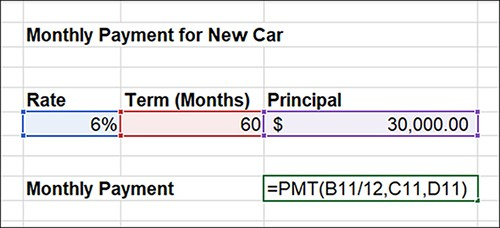 Monthly Payment for New Car
Rate Term (Months) Principal
6% 60 $ 30,000.00
Monthly Payment =PMT(B11/12,C11,D11)